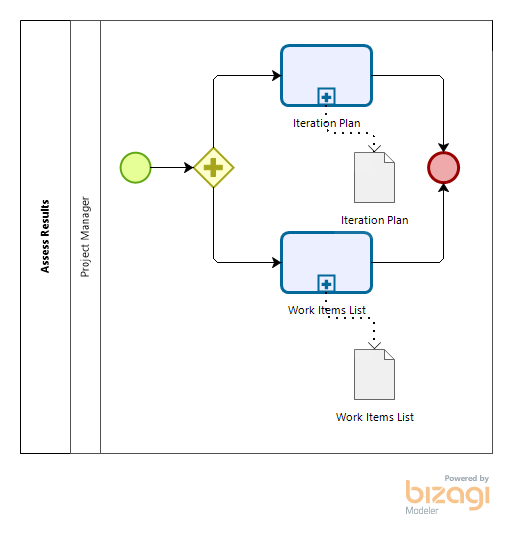 Assess Results
Project Manager
Iteration Plan
Iteration Plan
Work Items List
Work Items List
Powered by
bizagi
Modeler